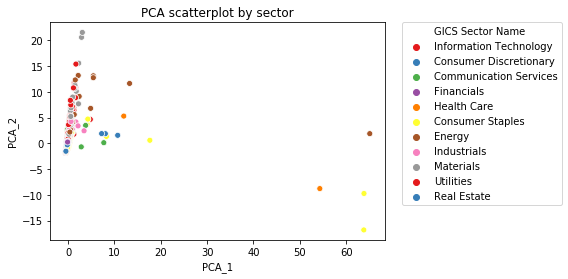 PCA scatterplot by sector
PCA_2
20
15
10
5
0
−5
−10
−15
0
10
20
30
40
50
60
PCA_1
GICS Sector Name
Information Technology
Consumer Discretionary
Communication Services
Financials
Health Care
Consumer Staples
Energy
Industrials
Materials
Utilities
Real Estate